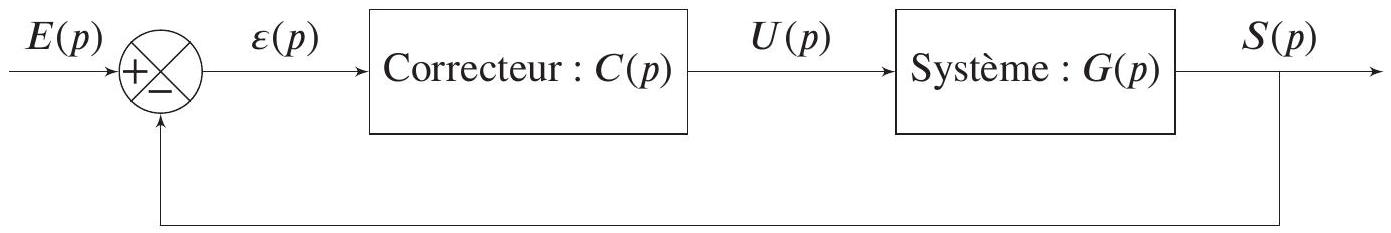 E(p) ε(p) Correcteur : C(p) U(p) Système : G(p) S(p)
+
−